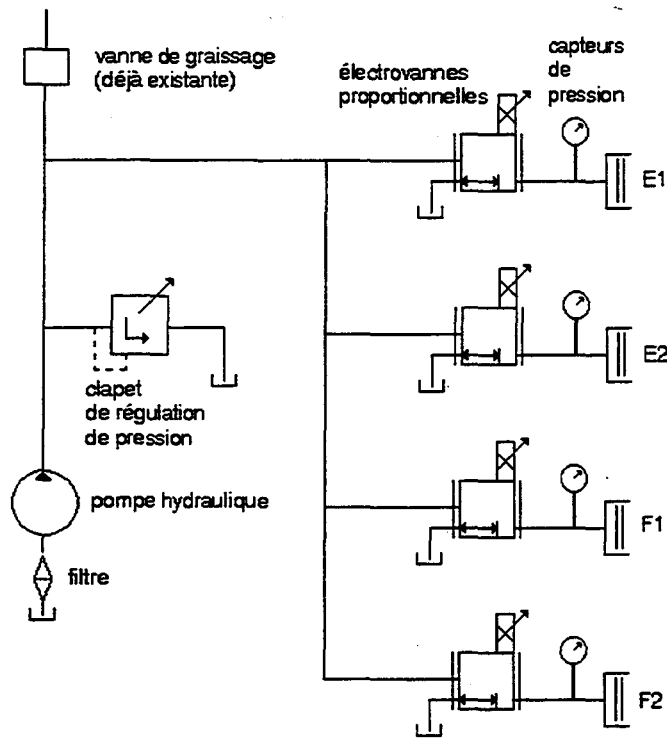 vanne de graissage
(déjà existante)
électrovannes
proportionnelles
capteurs
de
pression
E1
E2
clapet
de régulation
de pression
pompe hydraulique
F1
filtre
F2